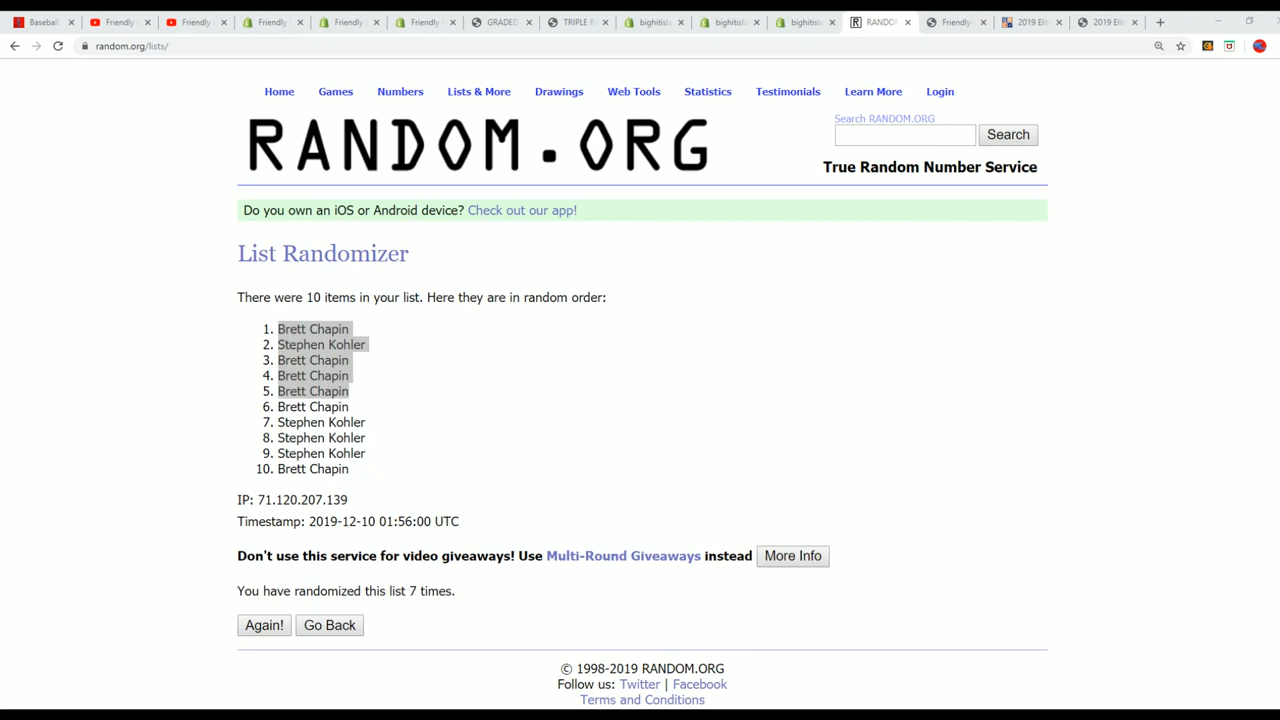 Baseball
Friendly
Friendly
Friendly
Friendly
Friendly
GRADED
TRIPLE
bighitisla
bighitisla
bighitisla
RANDO
Friendly-
2019 Elit
2019 Elit
random.org/lists/
Home Games Numbers Lists & More Drawings Web Tools Statistics Testimonials Learn More Login
RANDOM.ORG
Search RANDOM.ORG
Search
True Random Number Service
Do you own an iOS or Android device? Check out our app!
List Randomizer
There were 10 items in your list. Here they are in random order:
1. Brett Chapin
2. Stephen Kohler
3. Brett Chapin
4. Brett Chapin
5. Brett Chapin
6. Brett Chapin
7. Stephen Kohler
8. Stephen Kohler
9. Stephen Kohler
10. Brett Chapin
IP: 71.120.207.139
Timestamp: 2019-12-10 01:56:00 UTC
Don't use this service for video giveaways! Use Multi-Round Giveaways instead More Info
You have randomized this list 7 times.
Again! Go Back
© 1998-2019 RANDOM.ORG
Follow us: Twitter | Facebook
Terms and Conditions